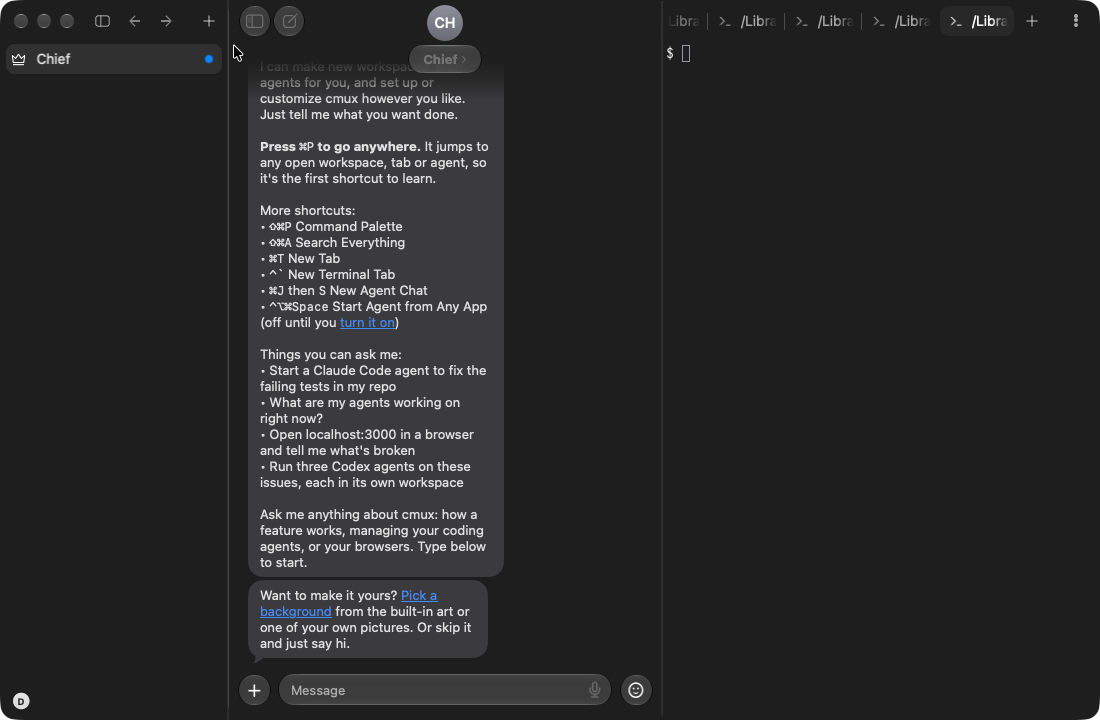 CH
Libra
/Libra
/Libra
/Libra
/Libra
Chief
$
Chief
I can make new workspac
agents for you, and set up or
customize cmux however you like.
Just tell me what you want done.
Press ⌘P to go anywhere. It jumps to
any open workspace, tab or agent, so
it's the first shortcut to learn.
More shortcuts:
• ⇧⌘P Command Palette
• ⇧⌘A Search Everything
• ⌘T New Tab
• ^` New Terminal Tab
• ⌘J then S New Agent Chat
• ^⌥⌘Space Start Agent from Any App
(off until you turn it on)
Things you can ask me:
• Start a Claude Code agent to fix the
failing tests in my repo
• What are my agents working on
right now?
• Open localhost:3000 in a browser
and tell me what's broken
• Run three Codex agents on these
issues, each in its own workspace
Ask me anything about cmux: how a
feature works, managing your coding
agents, or your browsers. Type below
to start.
Want to make it yours? Pick a
background from the built-in art or
one of your own pictures. Or skip it
and just say hi.
Message
D